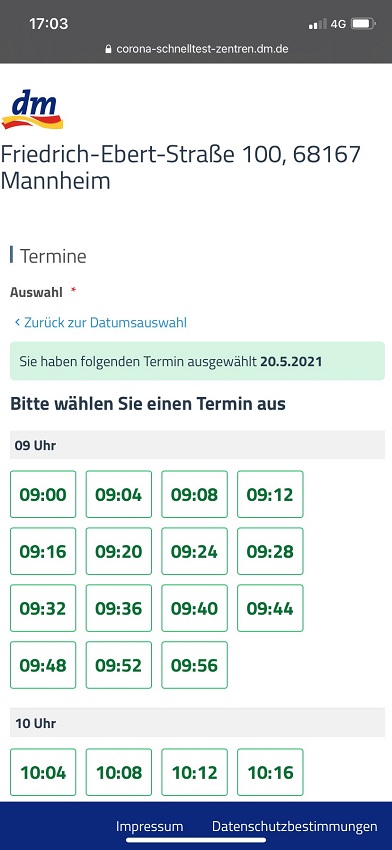 17:03
4G
corona-schnelltest-zentren.dm.de
dm
Friedrich-Ebert-Straße 100, 68167
Mannheim
Termine
Auswahl *
‹ Zurück zur Datumsauswahl
Sie haben folgenden Termin ausgewählt 20.5.2021
Bitte wählen Sie einen Termin aus
09 Uhr
09:00 09:04 09:08 09:12
09:16 09:20 09:24 09:28
09:32 09:36 09:40 09:44
09:48 09:52 09:56
10 Uhr
10:04 10:08 10:12 10:16
Impressum Datenschutzbestimmungen